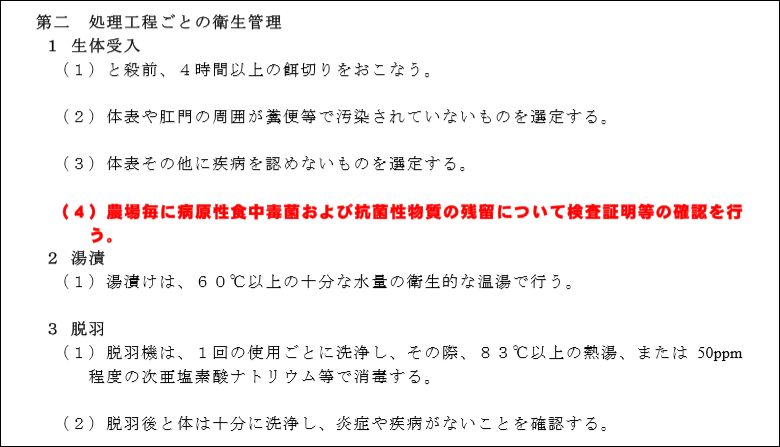 第二　処理工程ごとの衛生管理
１ 生体受入
（１）と殺前、４時間以上の餌切りをおこなう。
（２）体表や肛門の周囲が糞便等で汚染されていないものを選定する。
（３）体表その他に疾病を認めないものを選定する。
（４）農場毎に病原性食中毒菌および抗菌性物質の残留について検査証明等の確認を行
う。
２ 湯漬
（１）湯漬けは、６０℃以上の十分な水量の衛生的な温湯で行う。
３ 脱羽
（１）脱羽機は、１回の使用ごとに洗浄し、その際、８３℃以上の熱湯、または 50ppm
程度の次亜塩素酸ナトリウム等で消毒する。
（２）脱羽後と体は十分に洗浄し、炎症や疾病がないことを確認する。